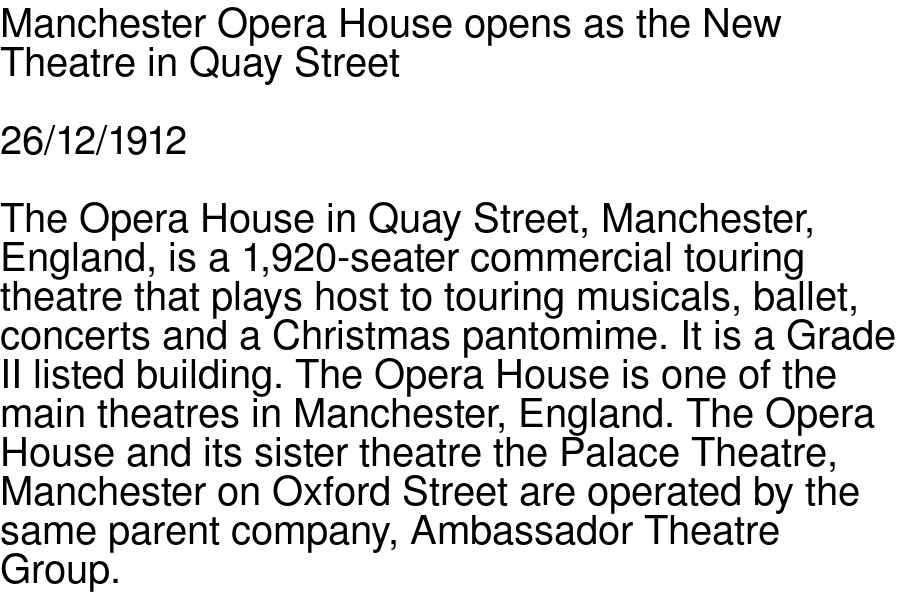 Manchester Opera House opens as the New
Theatre in Quay Street
26/12/1912
The Opera House in Quay Street, Manchester,
England, is a 1,920-seater commercial touring
theatre that plays host to touring musicals, ballet,
concerts and a Christmas pantomime. It is a Grade
II listed building. The Opera House is one of the
main theatres in Manchester, England. The Opera
House and its sister theatre the Palace Theatre,
Manchester on Oxford Street are operated by the
same parent company, Ambassador Theatre
Group.